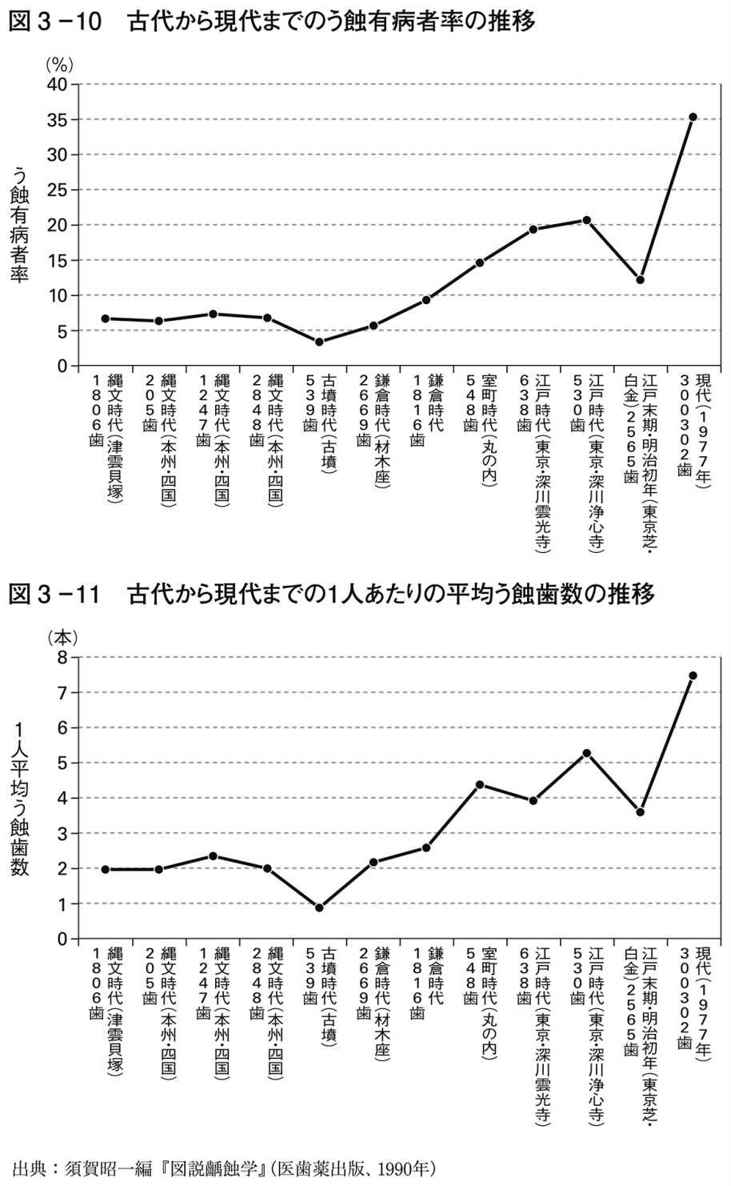 図3-10 古代から現代までのう蝕有病者率の推移
(%)
40
35
30
25
20
15
10
5
0
う蝕有病者率
縄文時代(津雲貝塚)
1806歯
縄文時代(本州・四国)
205歯
縄文時代(本州・四国)
1247歯
縄文時代(本州・四国)
2848歯
古墳時代(古墳)
539歯
鎌倉時代(材木座)
2669歯
鎌倉時代
1816歯
室町時代(丸の内)
548歯
江戸時代(東京・深川雲光寺)
638歯
江戸時代(東京・深川浄心寺)
530歯
江戸末期・明治初年(東京芝・
白金)2565歯
現代(1977年)
300302歯
図3-11 古代から現代までの1人あたりの平均う蝕歯数の推移
(本)
8
7
6
5
4
3
2
1
0
1人平均う蝕歯数
縄文時代(津雲貝塚)
1806歯
縄文時代(本州・四国)
205歯
縄文時代(本州・四国)
1247歯
縄文時代(本州・四国)
2848歯
古墳時代(古墳)
539歯
鎌倉時代(材木座)
2669歯
鎌倉時代
1816歯
室町時代(丸の内)
548歯
江戸時代(東京・深川雲光寺)
638歯
江戸時代(東京・深川浄心寺)
530歯
江戸末期・明治初年(東京芝・
白金)2565歯
現代(1977年)
300302歯
出典:須賀昭一編『図説齲蝕学』(医歯薬出版、1990年)